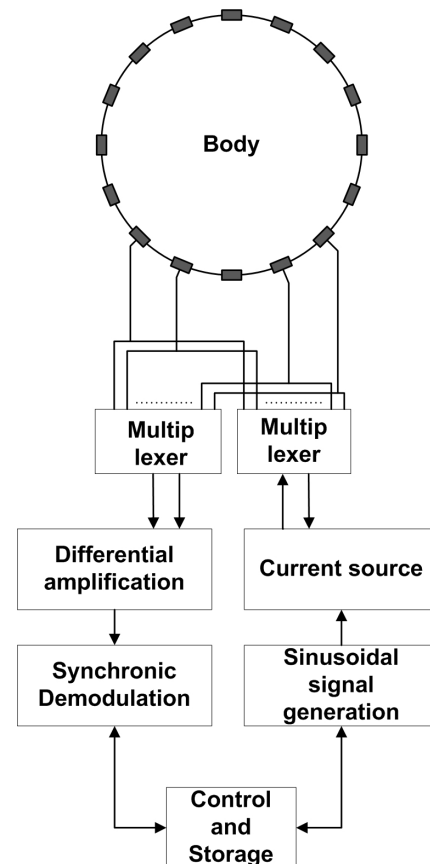 Body
Multip
lexer
Multip
lexer
Differential
amplification
Current source
Synchronic
Demodulation
Sinusoidal
signal
generation
Control
and
Storage